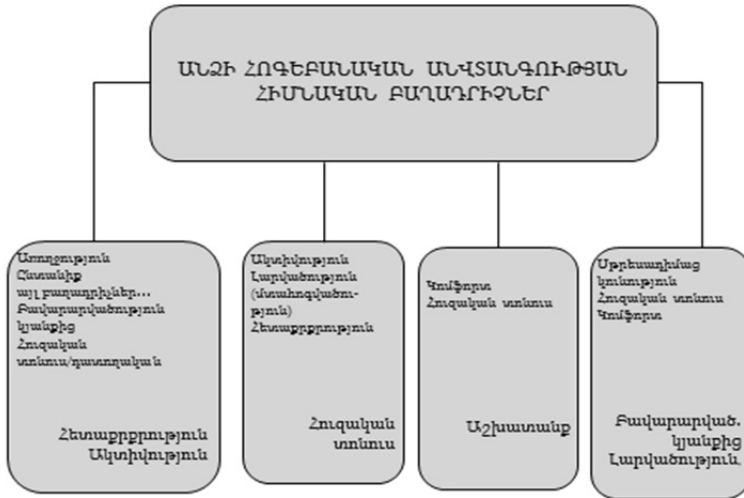 ԱՆՁԻ ՀՈԳԵԲԱՆԱԿԱՆ ԱՆՎՏԱՆԳՈՒԹՅԱՆ
ՀԻՄՆԱԿԱՆ ԲԱՂԱԴՐԻՉՆԵՐ
Առողջություն
Ընտանիք
այլ բաղադրիչներ...
Բավարարվածություն
կյանքից
Հուզական
տոնուս/դատողական
Հետաքրքրություն
Ակտիվություն
Ակտիվություն
Լարվածություն
(մտահոգվածու-
թյուն)
Հետաքրքրություն
Հուզական
տոնուս
Կոմֆորտ
Հուզական տոնուս
Աշխատանք
Սթրեսադիմաց
կունություն
Հուզական տոնուս
Կոմֆորտ
Բավարարված.
կյանքից
Լարվածություն,